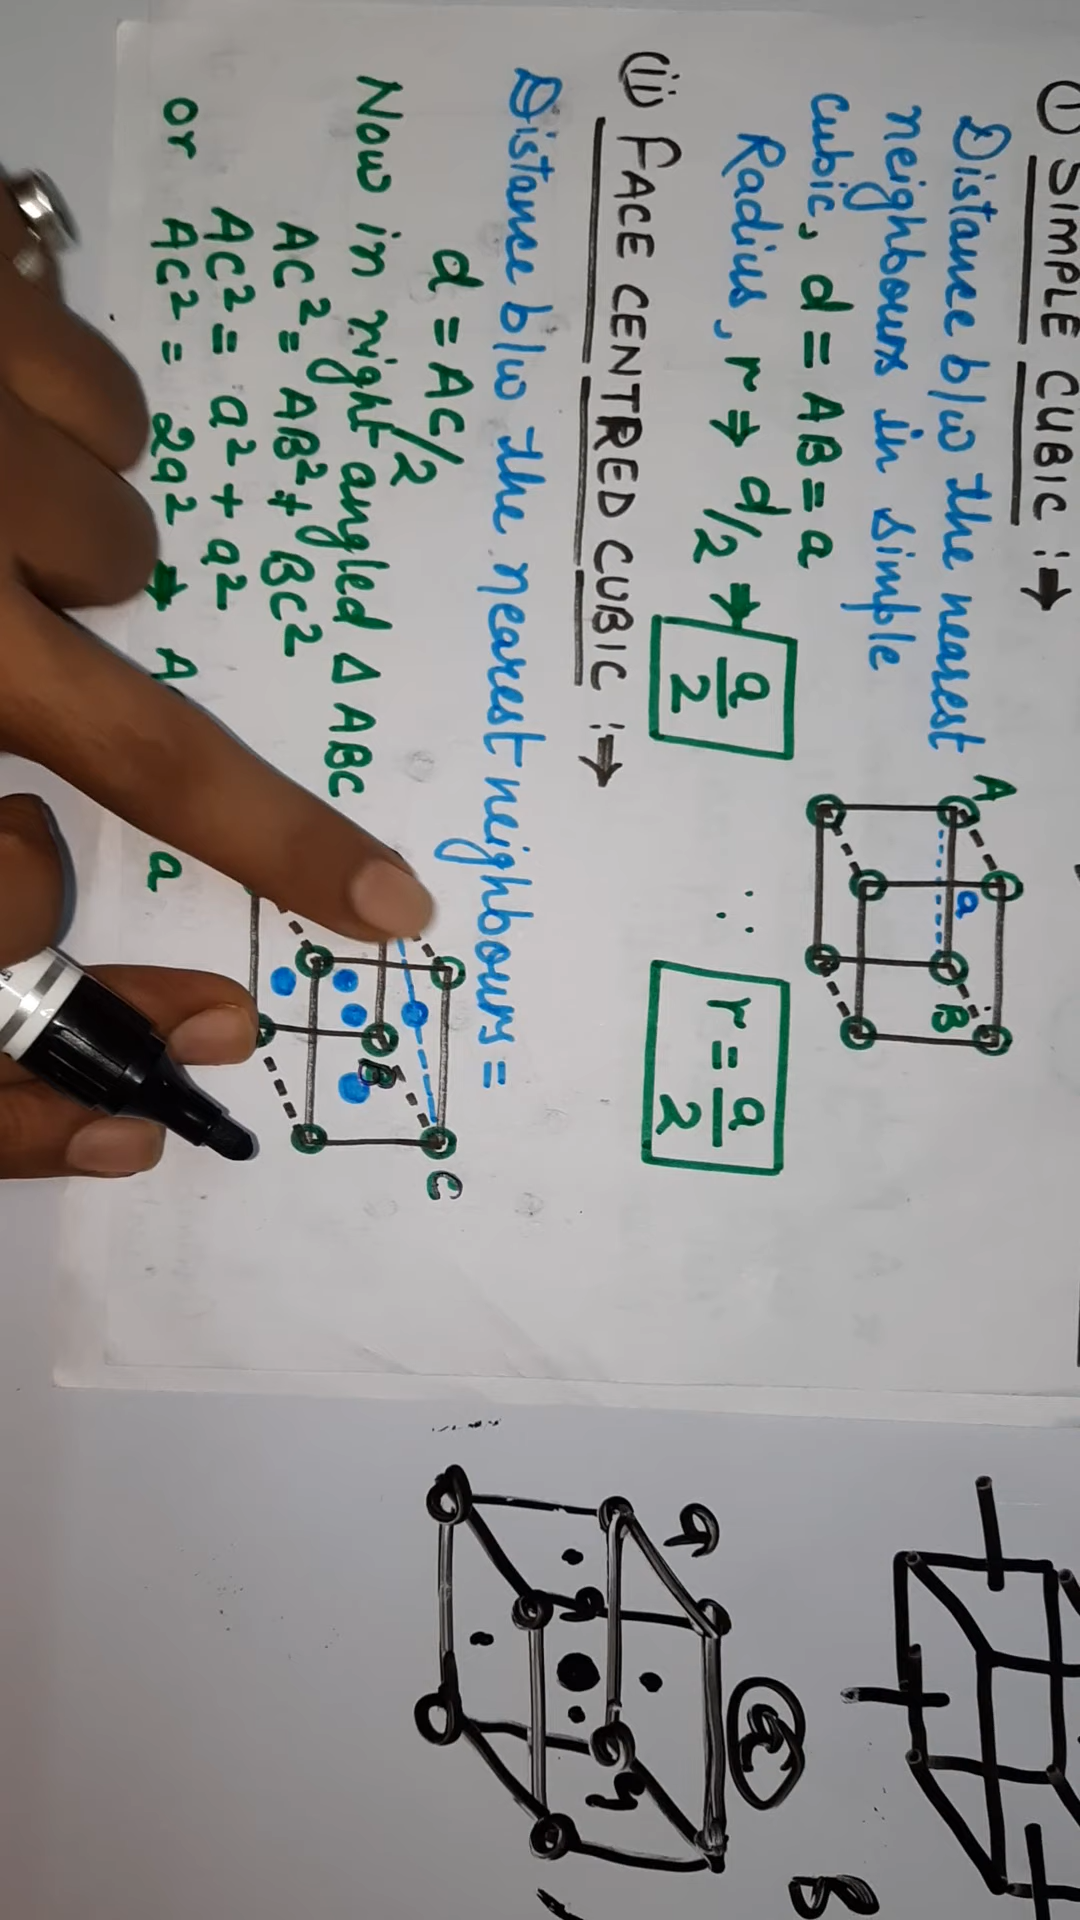 ① SIMPLE CUBIC :→
Distance b/w the nearest
neighbours in simple
cubic, d = AB = a
Radius, r ⇒ d/2 ⇒ a/2 ∴ r = a/2
A
a
B
(ii) FACE CENTRED CUBIC :→
Distance b/w the nearest neighbours =
d = AC/2
Now in right angled Δ ABC
AC² = AB² + BC²
AC² = a² + a²
or AC² = 2a² ⇒ A a
B
C
B